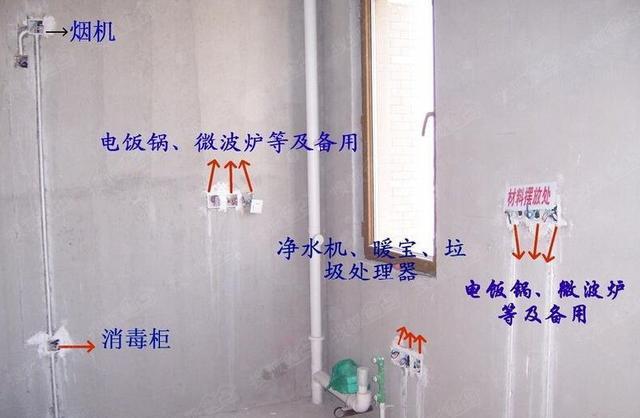 烟机
电饭锅、微波炉等及备用
材料摆放处
净水机、暖宝、垃
圾处理器
电饭锅、微波炉
等及备用
消毒柜